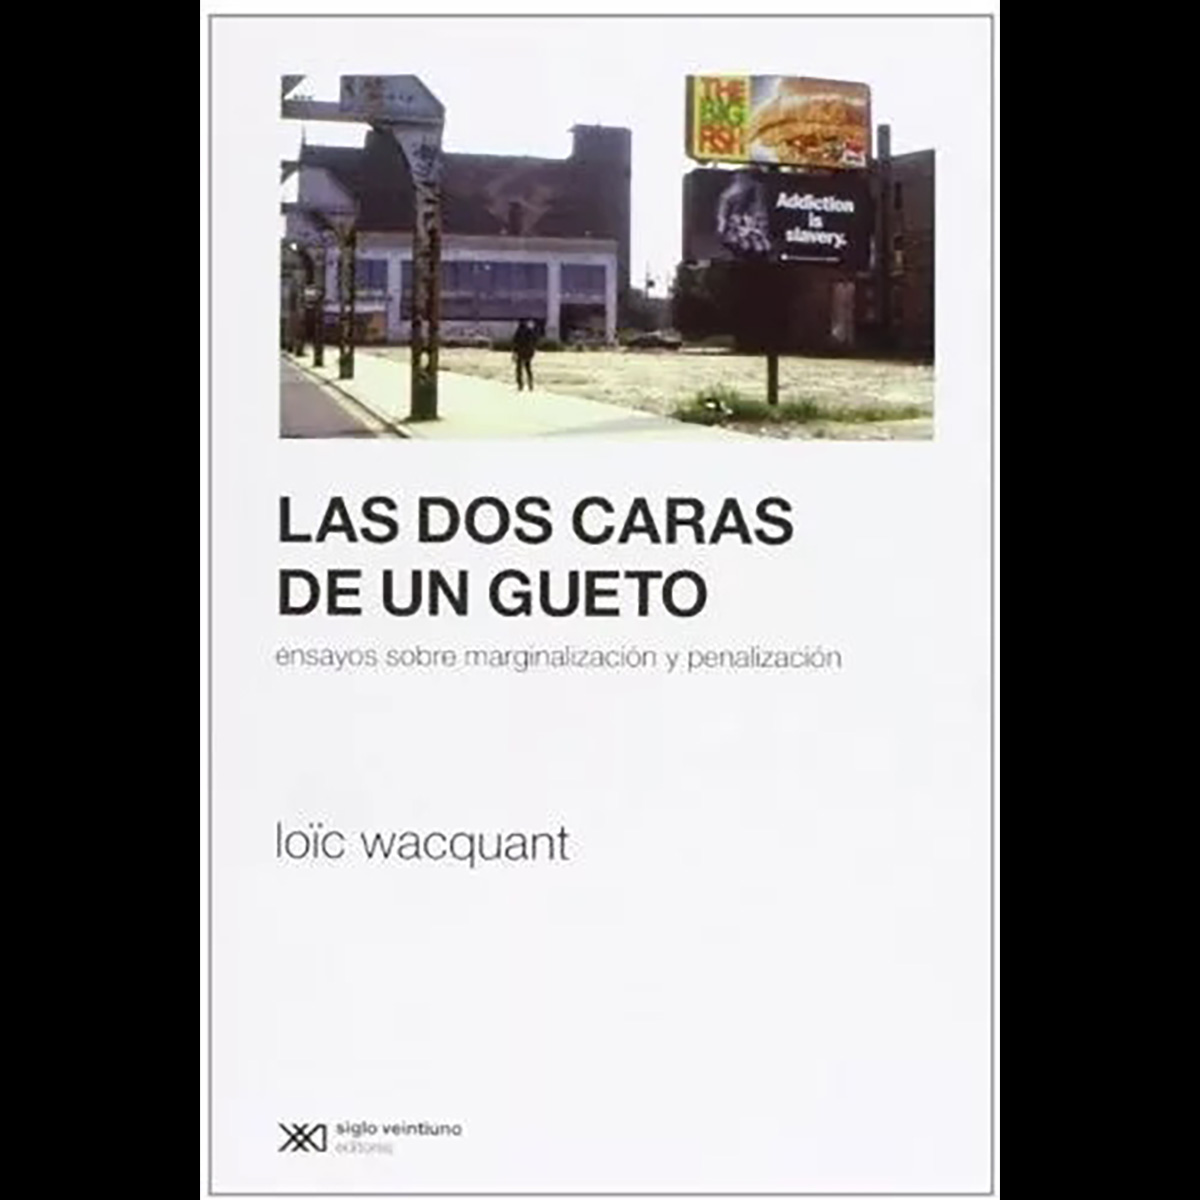 THE
BIG
FISH
Addiction
is
slavery.
LAS DOS CARAS
DE UN GUETO
ensayos sobre marginalización y penalización
loïc wacquant
siglo veintiuno
editores